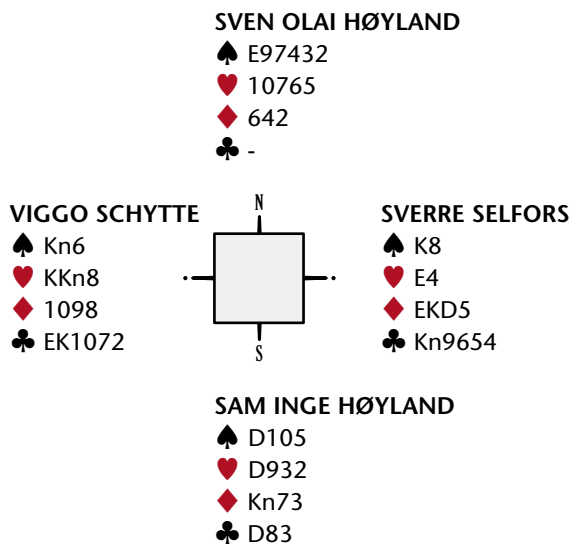 SVEN OLAI HØYLAND
♠ E97432
♥ 10765
♦ 642
♣ -
VIGGO SCHYTTE
♠ Kn6
♥ KKn8
♦ 1098
♣ EK1072
N
S
SVERRE SELFORS
♠ K8
♥ E4
♦ EKD5
♣ Kn9654
SAM INGE HØYLAND
♠ D105
♥ D932
♦ Kn73
♣ D83